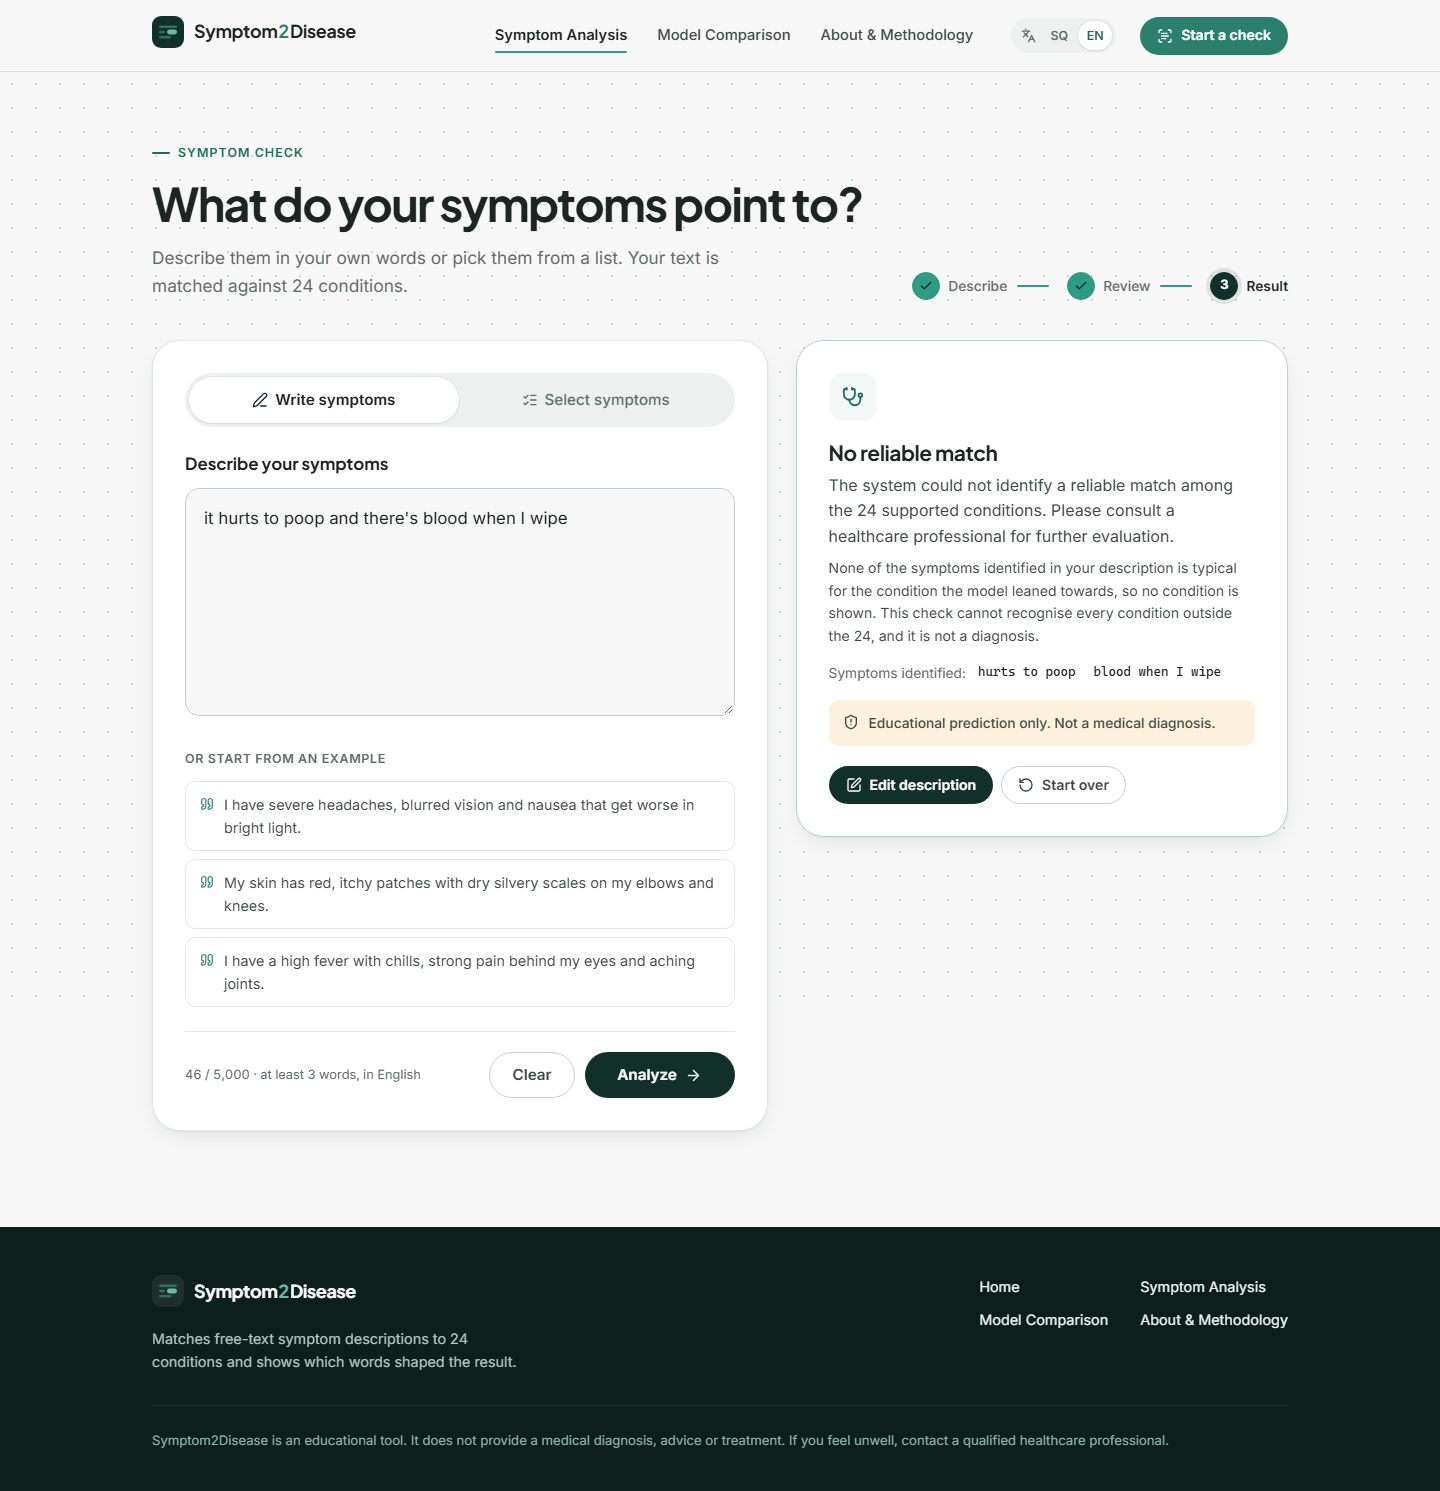 Symptom2Disease
Symptom Analysis
Model Comparison
About & Methodology
SQ
EN
Start a check
SYMPTOM CHECK
What do your symptoms point to?
Describe them in your own words or pick them from a list. Your text is
matched against 24 conditions.
Describe
Review
3
Result
Write symptoms
Select symptoms
Describe your symptoms
it hurts to poop and there's blood when I wipe
OR START FROM AN EXAMPLE
I have severe headaches, blurred vision and nausea that get worse in
bright light.
My skin has red, itchy patches with dry silvery scales on my elbows and
knees.
I have a high fever with chills, strong pain behind my eyes and aching
joints.
46 / 5,000 · at least 3 words, in English
Clear
Analyze
No reliable match
The system could not identify a reliable match among
the 24 supported conditions. Please consult a
healthcare professional for further evaluation.
None of the symptoms identified in your description is typical
for the condition the model leaned towards, so no condition is
shown. This check cannot recognise every condition outside
the 24, and it is not a diagnosis.
Symptoms identified: hurts to poop blood when I wipe
Educational prediction only. Not a medical diagnosis.
Edit description
Start over
Symptom2Disease
Matches free-text symptom descriptions to 24
conditions and shows which words shaped the result.
Home
Symptom Analysis
Model Comparison
About & Methodology
Symptom2Disease is an educational tool. It does not provide a medical diagnosis, advice or treatment. If you feel unwell, contact a qualified healthcare professional.